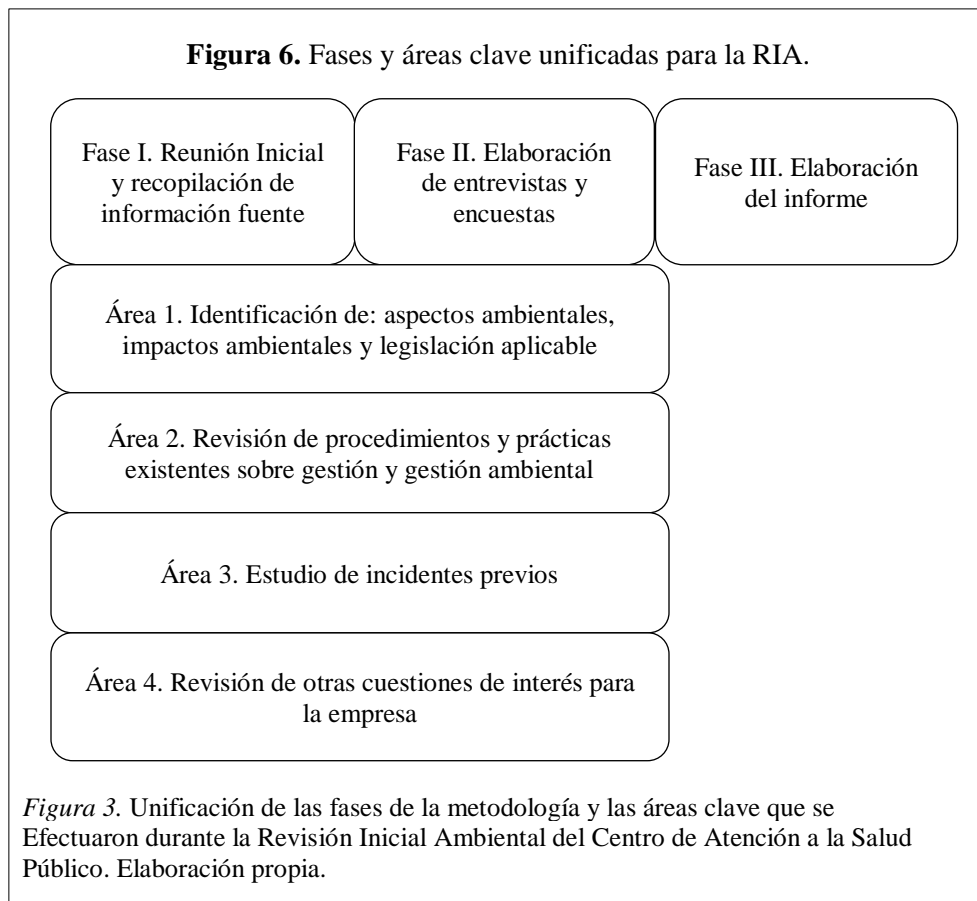 Figura 6. Fases y áreas clave unificadas para la RIA.
Fase I. Reunión Inicial
y recopilación de
información fuente
Fase II. Elaboración
de entrevistas y
encuestas
Fase III. Elaboración
del informe
Área 1. Identificación de: aspectos ambientales,
impactos ambientales y legislación aplicable
Área 2. Revisión de procedimientos y prácticas
existentes sobre gestión y gestión ambiental
Área 3. Estudio de incidentes previos
Área 4. Revisión de otras cuestiones de interés para
la empresa
Figura 3. Unificación de las fases de la metodología y las áreas clave que se
Efectuaron durante la Revisión Inicial Ambiental del Centro de Atención a la Salud
Público. Elaboración propia.